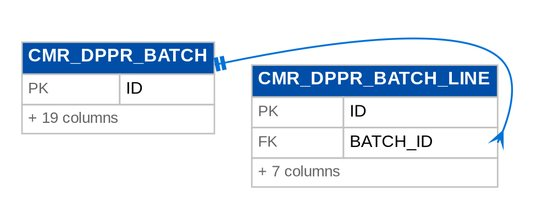 CMR_DPPR_BATCH
PK ID
+ 19 columns
CMR_DPPR_BATCH_LINE
PK ID
FK BATCH_ID
+ 7 columns